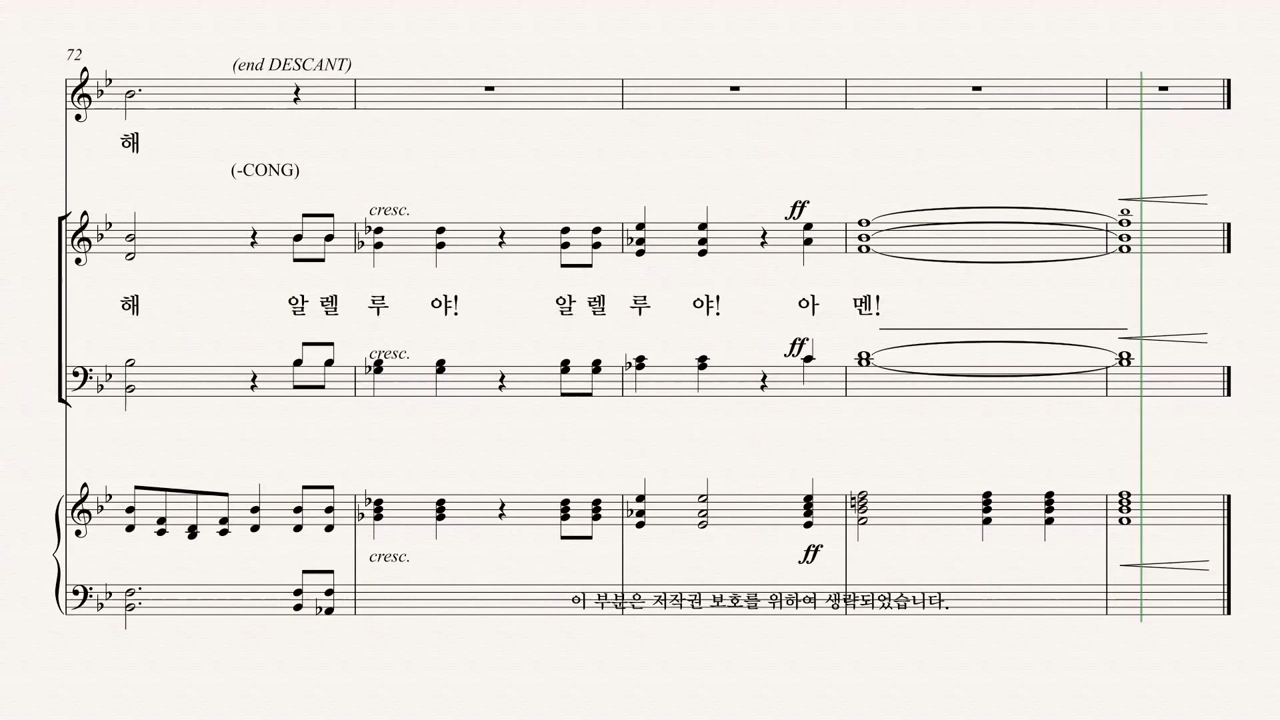 72
(end DESCANT)
해
(-CONG)
cresc. ff
해 알 렐 루 야! 알 렐 루 야! 아 멘!
cresc. ff
cresc. ff
이 부분은 저작권 보호를 위하여 생략되었습니다.